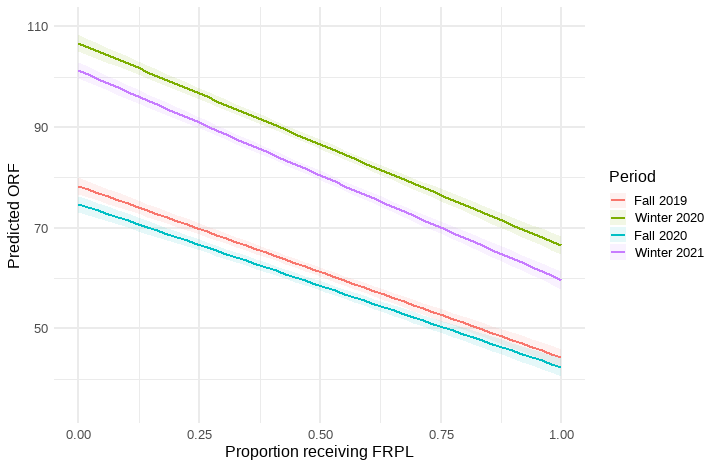 110
90
70
50
Predicted ORF
0.00
0.25
0.50
0.75
1.00
Proportion receiving FRPL
Period
Fall 2019
Winter 2020
Fall 2020
Winter 2021